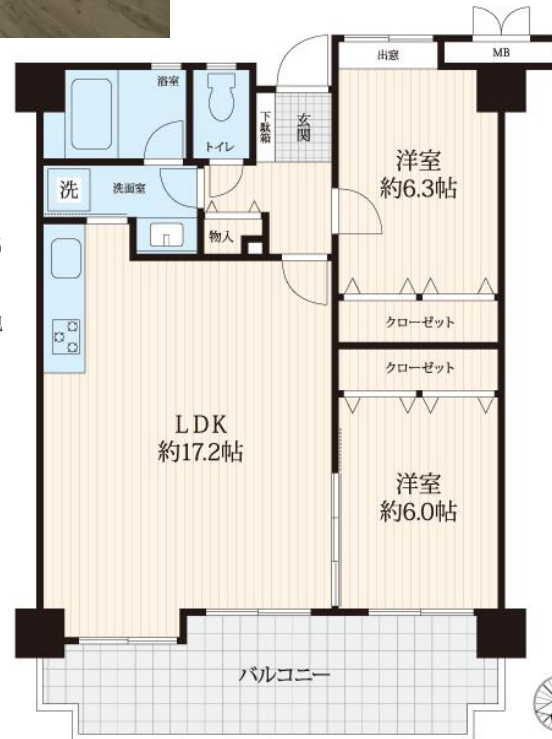 出窓
MB
浴室
トイレ
下駄箱
玄関
洋室
約6.3帖
洗
洗面室
物入
クローゼット
クローゼット
LDK
約17.2帖
洋室
約6.0帖
バルコニー